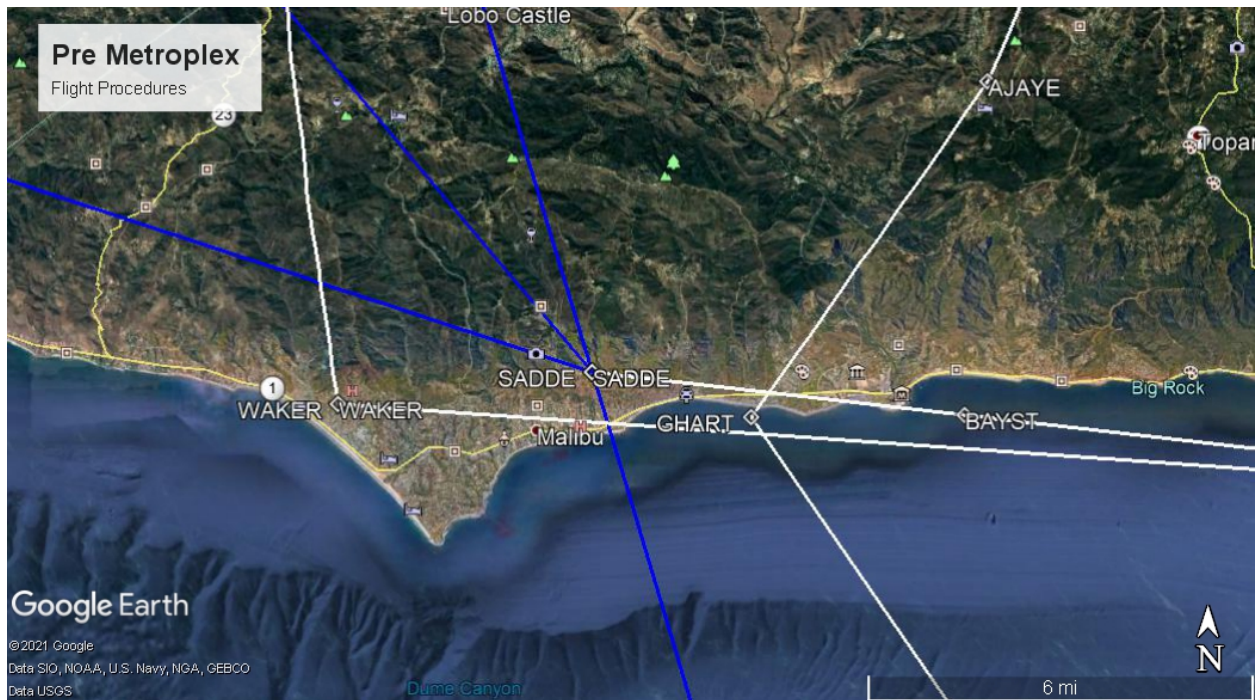 Lobo Castle
Pre Metroplex
Flight Procedures
23
AJAYE
Topan
SADDE
SADDE
1
WAKER
WAKER
Malibu
GHART
BAYST
Big Rock
Google Earth
©2021 Google
Data SIO, NOAA, U.S. Navy, NGA, GEBCO
Data USGS
Dume Canyon
N
6 mi